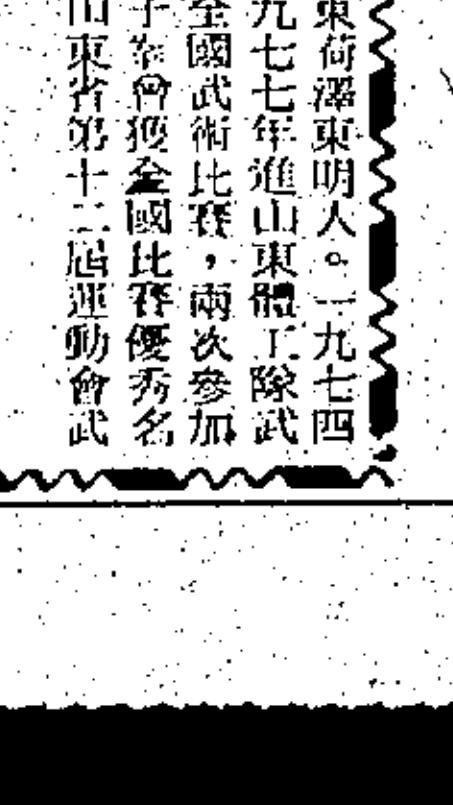 東荷澤東明人。一九七四
九七七年進山東體工隊武
全國武術比賽，兩次參加
子拳曾獲全國比賽優秀名
山東省第十二屆運動會武